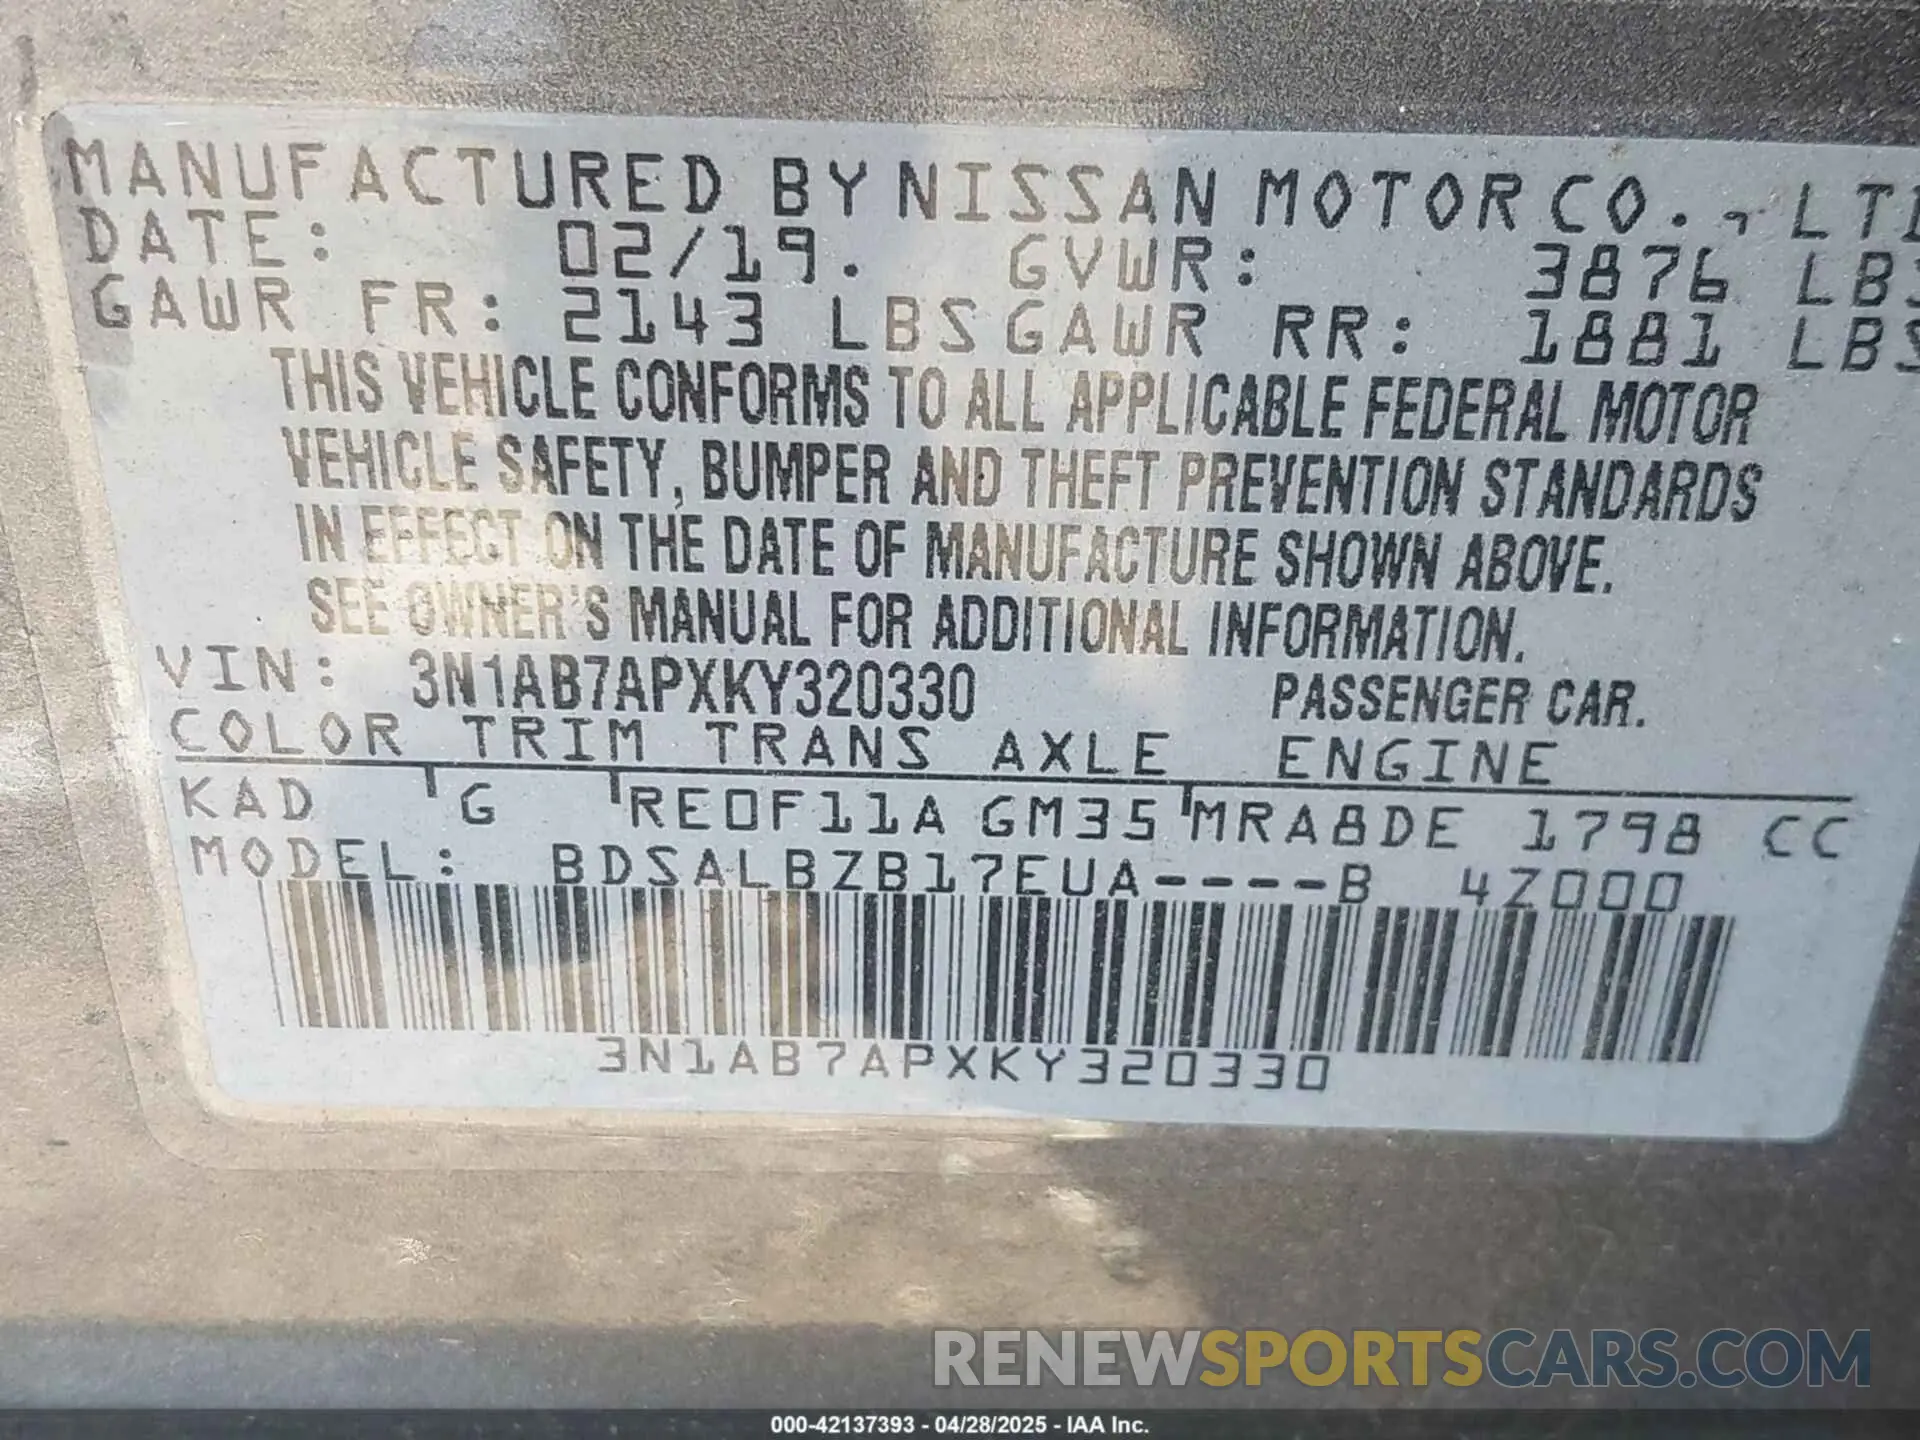 MANUFACTURED BY NISSAN MOTOR CO., LTD
DATE: 02/19. GVWR: 3876 LBS
GAWR FR: 2143 LBS GAWR RR: 1881 LBS
THIS VEHICLE CONFORMS TO ALL APPLICABLE FEDERAL MOTOR
VEHICLE SAFETY, BUMPER AND THEFT PREVENTION STANDARDS
IN EFFECT ON THE DATE OF MANUFACTURE SHOWN ABOVE.
SEE OWNER'S MANUAL FOR ADDITIONAL INFORMATION.
VIN: 3N1AB7APXKY320330 PASSENGER CAR.
COLOR TRIM TRANS AXLE ENGINE
KAD G RE0F11A GM35 MRA8DE 1798 CC
MODEL: BDSALBZB17EUA----B 4Z000
3N1AB7APXKY320330
RENEWSPORTSCARS.COM
000-42137393 - 04/28/2025 - IAA Inc.